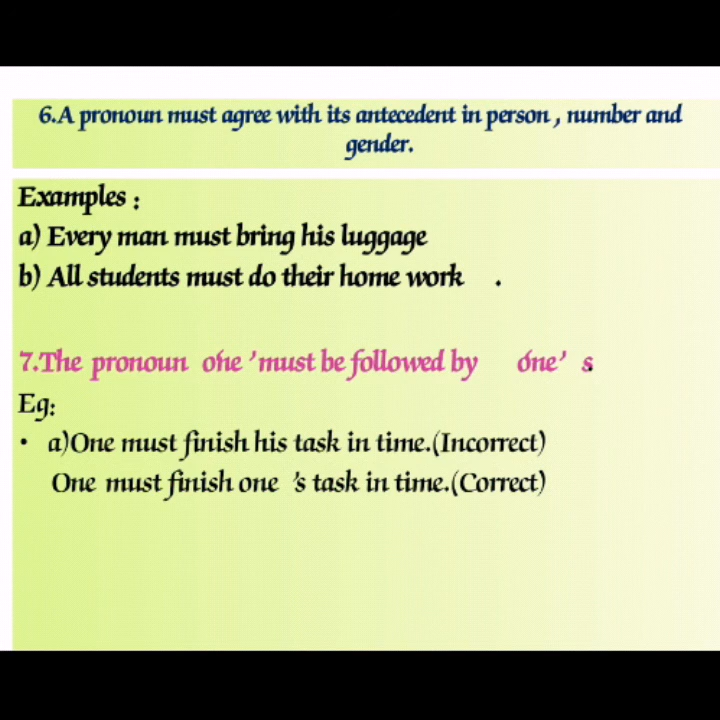 6.A pronoun must agree with its antecedent in person , number and
gender.
Examples :
a) Every man must bring his luggage
b) All students must do their home work .
7.The pronoun 'one' must be followed by 'one's.
Eg:
• a)One must finish his task in time.(Incorrect)
One must finish one 's task in time.(Correct)